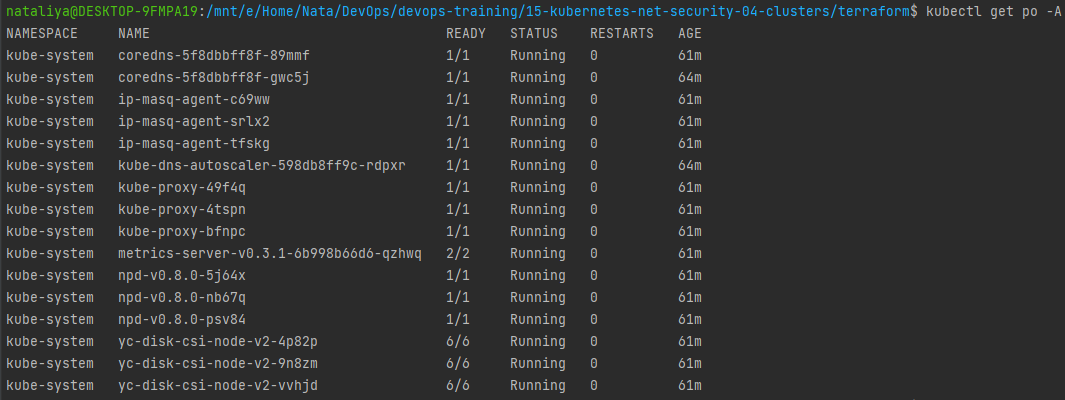 nataliya@DESKTOP-9FMPA19:/mnt/e/Home/Nata/DevOps/devops-training/15-kubernetes-net-security-04-clusters/terraform$ kubectl get po -A
NAMESPACE     NAME                                   READY   STATUS    RESTARTS   AGE
kube-system   coredns-5f8dbbff8f-89mmf               1/1     Running   0          61m
kube-system   coredns-5f8dbbff8f-gwc5j               1/1     Running   0          64m
kube-system   ip-masq-agent-c69ww                    1/1     Running   0          61m
kube-system   ip-masq-agent-srlx2                    1/1     Running   0          61m
kube-system   ip-masq-agent-tfskg                    1/1     Running   0          61m
kube-system   kube-dns-autoscaler-598db8ff9c-rdpxr   1/1     Running   0          64m
kube-system   kube-proxy-49f4q                       1/1     Running   0          61m
kube-system   kube-proxy-4tspn                       1/1     Running   0          61m
kube-system   kube-proxy-bfnpc                       1/1     Running   0          61m
kube-system   metrics-server-v0.3.1-6b998b66d6-qzhwq   2/2     Running   0          61m
kube-system   npd-v0.8.0-5j64x                       1/1     Running   0          61m
kube-system   npd-v0.8.0-nb67q                       1/1     Running   0          61m
kube-system   npd-v0.8.0-psv84                       1/1     Running   0          61m
kube-system   yc-disk-csi-node-v2-4p82p              6/6     Running   0          61m
kube-system   yc-disk-csi-node-v2-9n8zm              6/6     Running   0          61m
kube-system   yc-disk-csi-node-v2-vvhjd              6/6     Running   0          61m